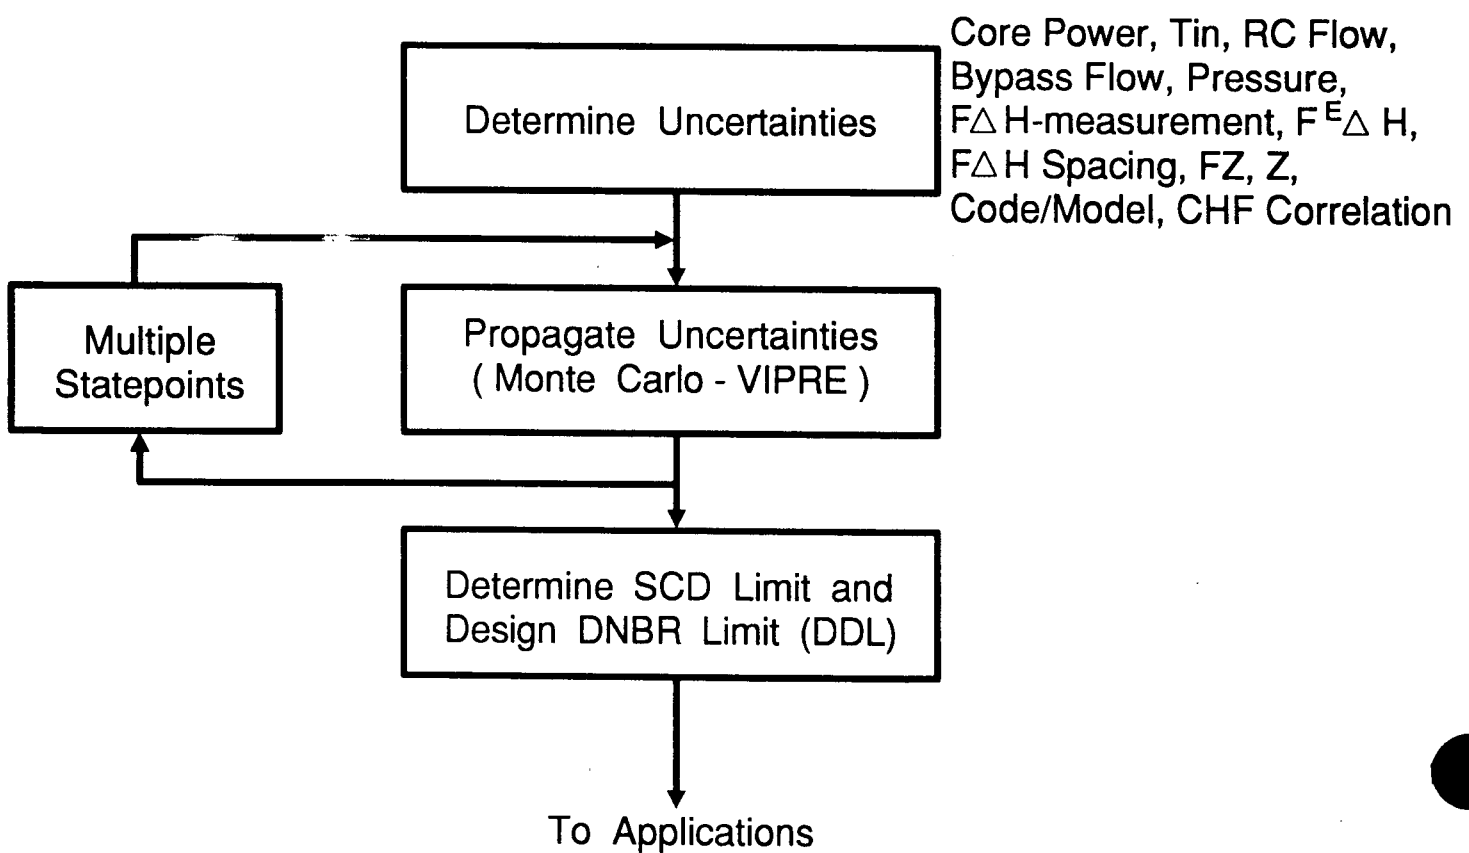 Core Power, Tin, RC Flow,
Bypass Flow, Pressure,
F△H-measurement, F^E△H,
F△H Spacing, FZ, Z,
Code/Model, CHF Correlation
Determine Uncertainties
Multiple
Statepoints
Propagate Uncertainties
( Monte Carlo - VIPRE )
Determine SCD Limit and
Design DNBR Limit (DDL)
To Applications